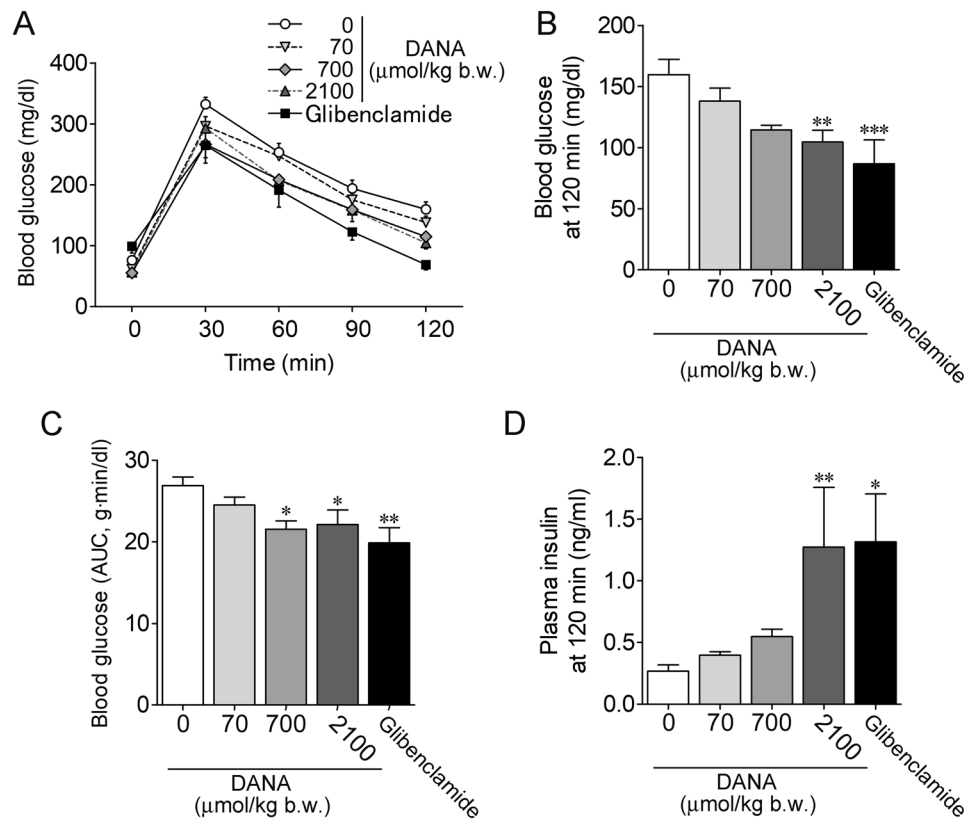 A
0
70
700
2100
Glibenclamide
DANA
(μmol/kg b.w.)
Blood glucose (mg/dl)
400
300
200
100
0
0 30 60 90 120
Time (min)
B
Blood glucose
at 120 min (mg/dl)
200
150
100
50
0
**
***
0 70 700 2100 Glibenclamide
DANA
(μmol/kg b.w.)
C
Blood glucose (AUC, g·min/dl)
30
20
10
0
*
*
**
0 70 700 2100 Glibenclamide
DANA
(μmol/kg b.w.)
D
Plasma insulin
at 120 min (ng/ml)
2.0
1.5
1.0
0.5
0.0
**
*
0 70 700 2100 Glibenclamide
DANA
(μmol/kg b.w.)